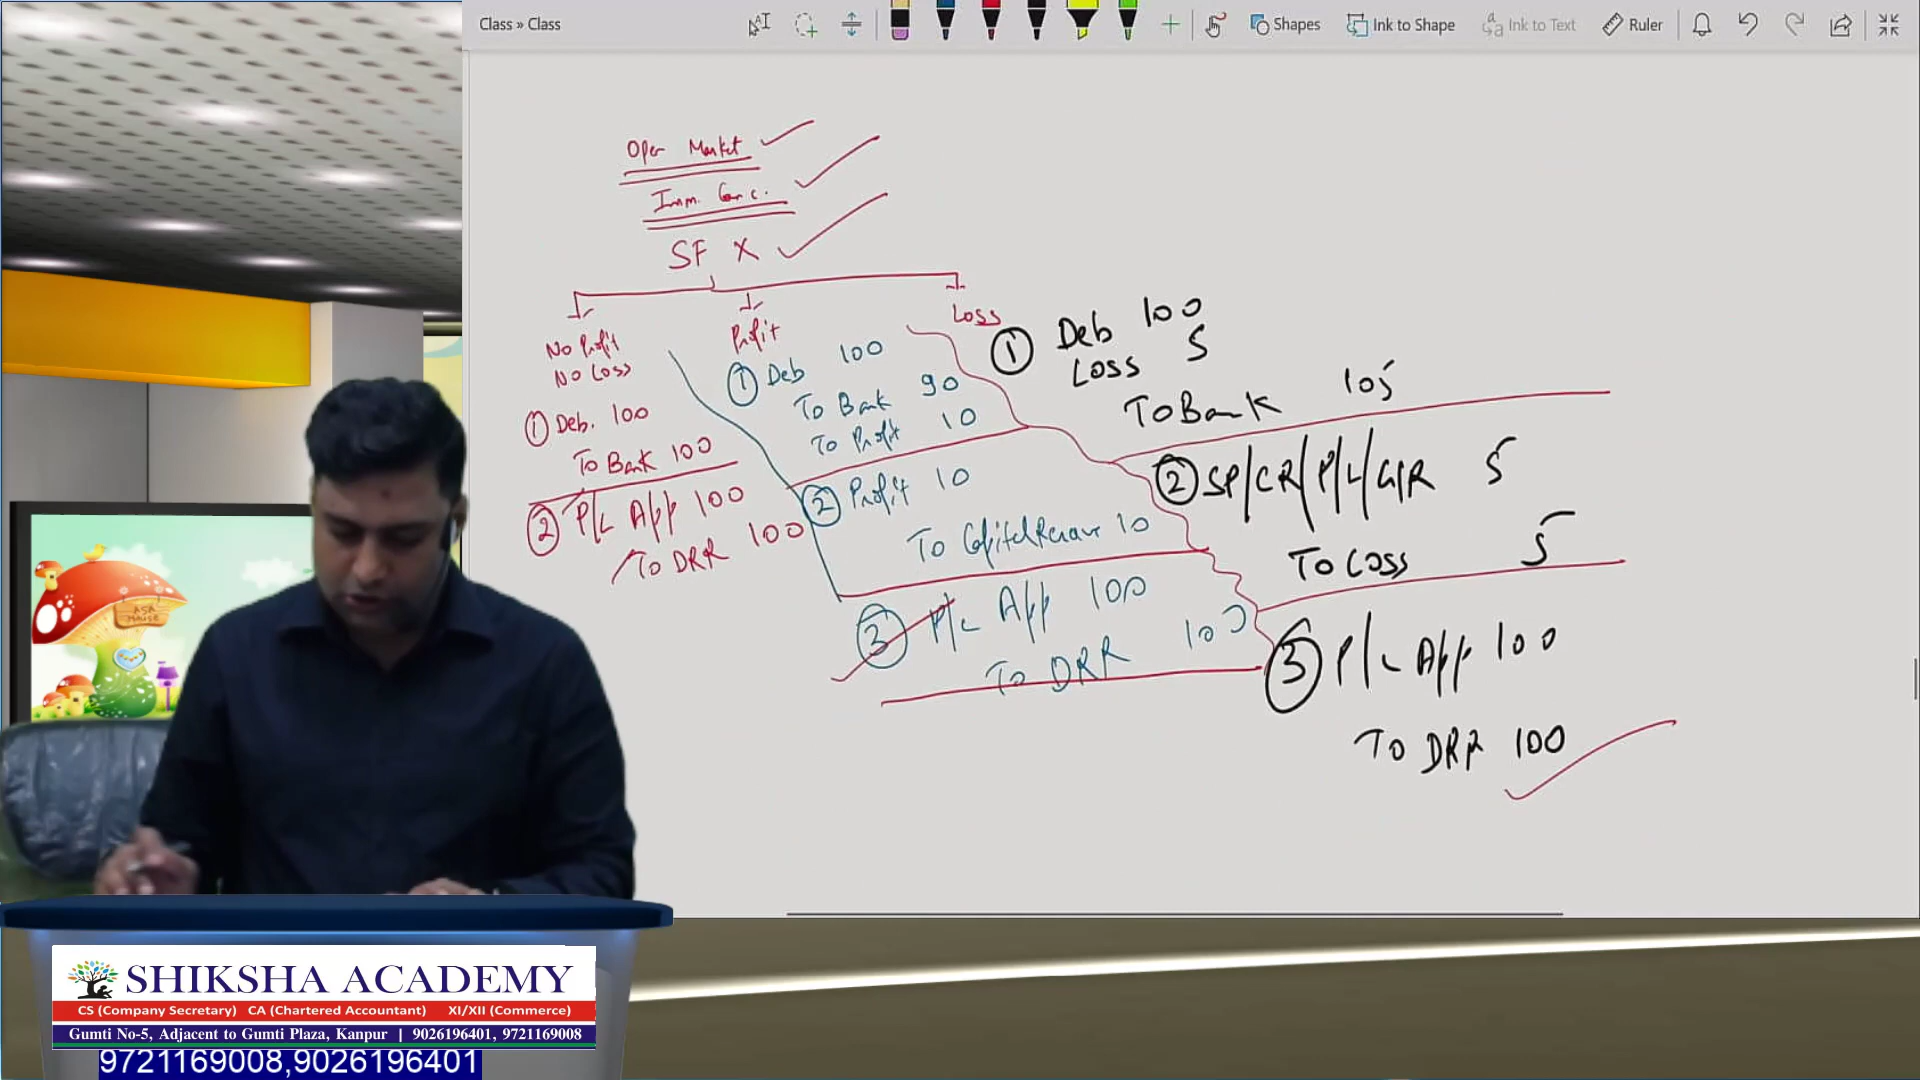 Class » Class
Shapes
Ink to Shape
Ink to Text
Ruler
Open Market
Imm. Canc.
SF X
No Profit
No Loss
① Deb. 100
To Bank 100
② P/L App 100
To DRR 100
Profit
① Deb 100
To Bank 90
To Profit 10
② Profit 10
To Capital Reserve 10
③ P/L App 100
To DRR 100
Loss
① Deb 100
Loss 5
To Bank 105
② SP/CR/P/L/G/R 5
To Loss 5
③ P/L App 100
To DRR 100
ASA
HAUSE
SHIKSHA ACADEMY
CS (Company Secretary) CA (Chartered Accountant) XI/XII (Commerce)
Gumti No-5, Adjacent to Gumti Plaza, Kanpur | 9026196401, 9721169008
9721169008,9026196401